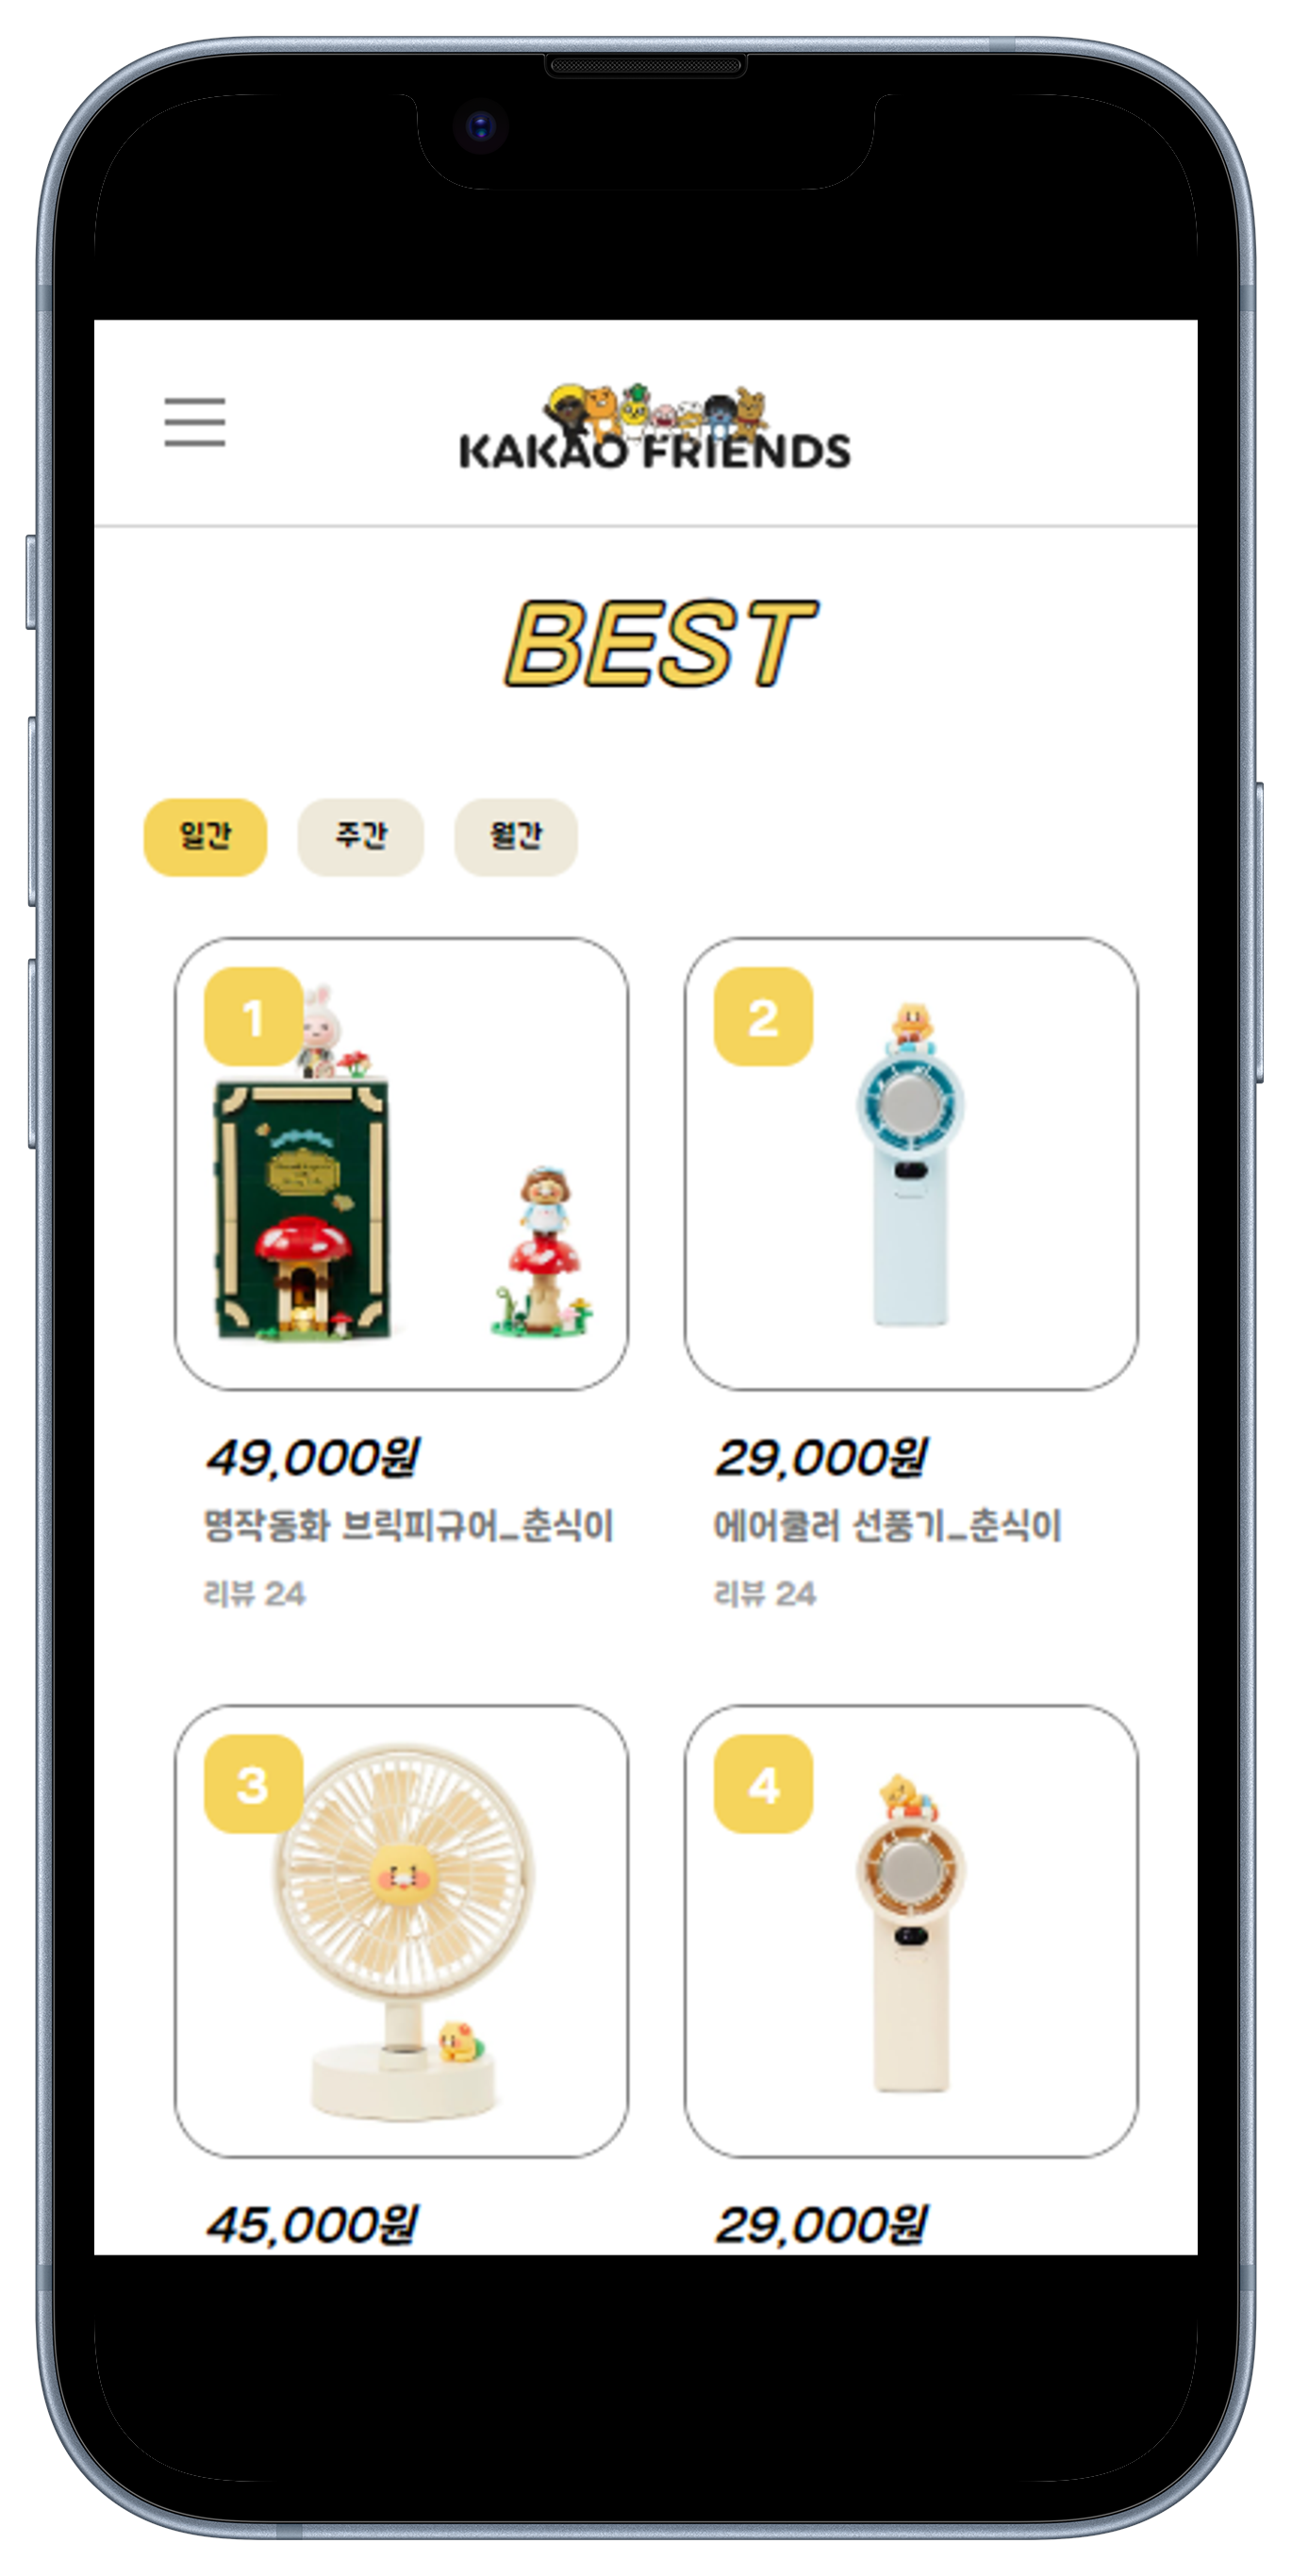 KAKAO FRIENDS
BEST
일간 주간 월간
1
2
49,000원
명작동화 브릭피규어_춘식이
리뷰 24
29,000원
에어쿨러 선풍기_춘식이
리뷰 24
3
4
45,000원
29,000원